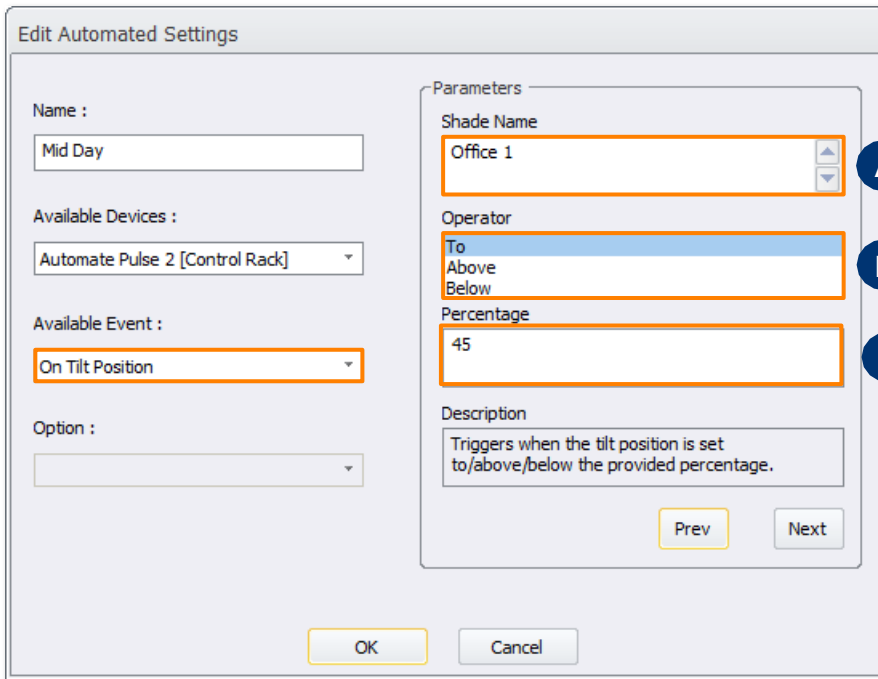 Edit Automated Settings
Name :
Mid Day
Available Devices :
Automate Pulse 2 [Control Rack]
Available Event :
On Tilt Position
Option :
Parameters
Shade Name
Office 1
Operator
To
Above
Below
Percentage
45
Description
Triggers when the tilt position is set
to/above/below the provided percentage.
Prev
Next
OK
Cancel